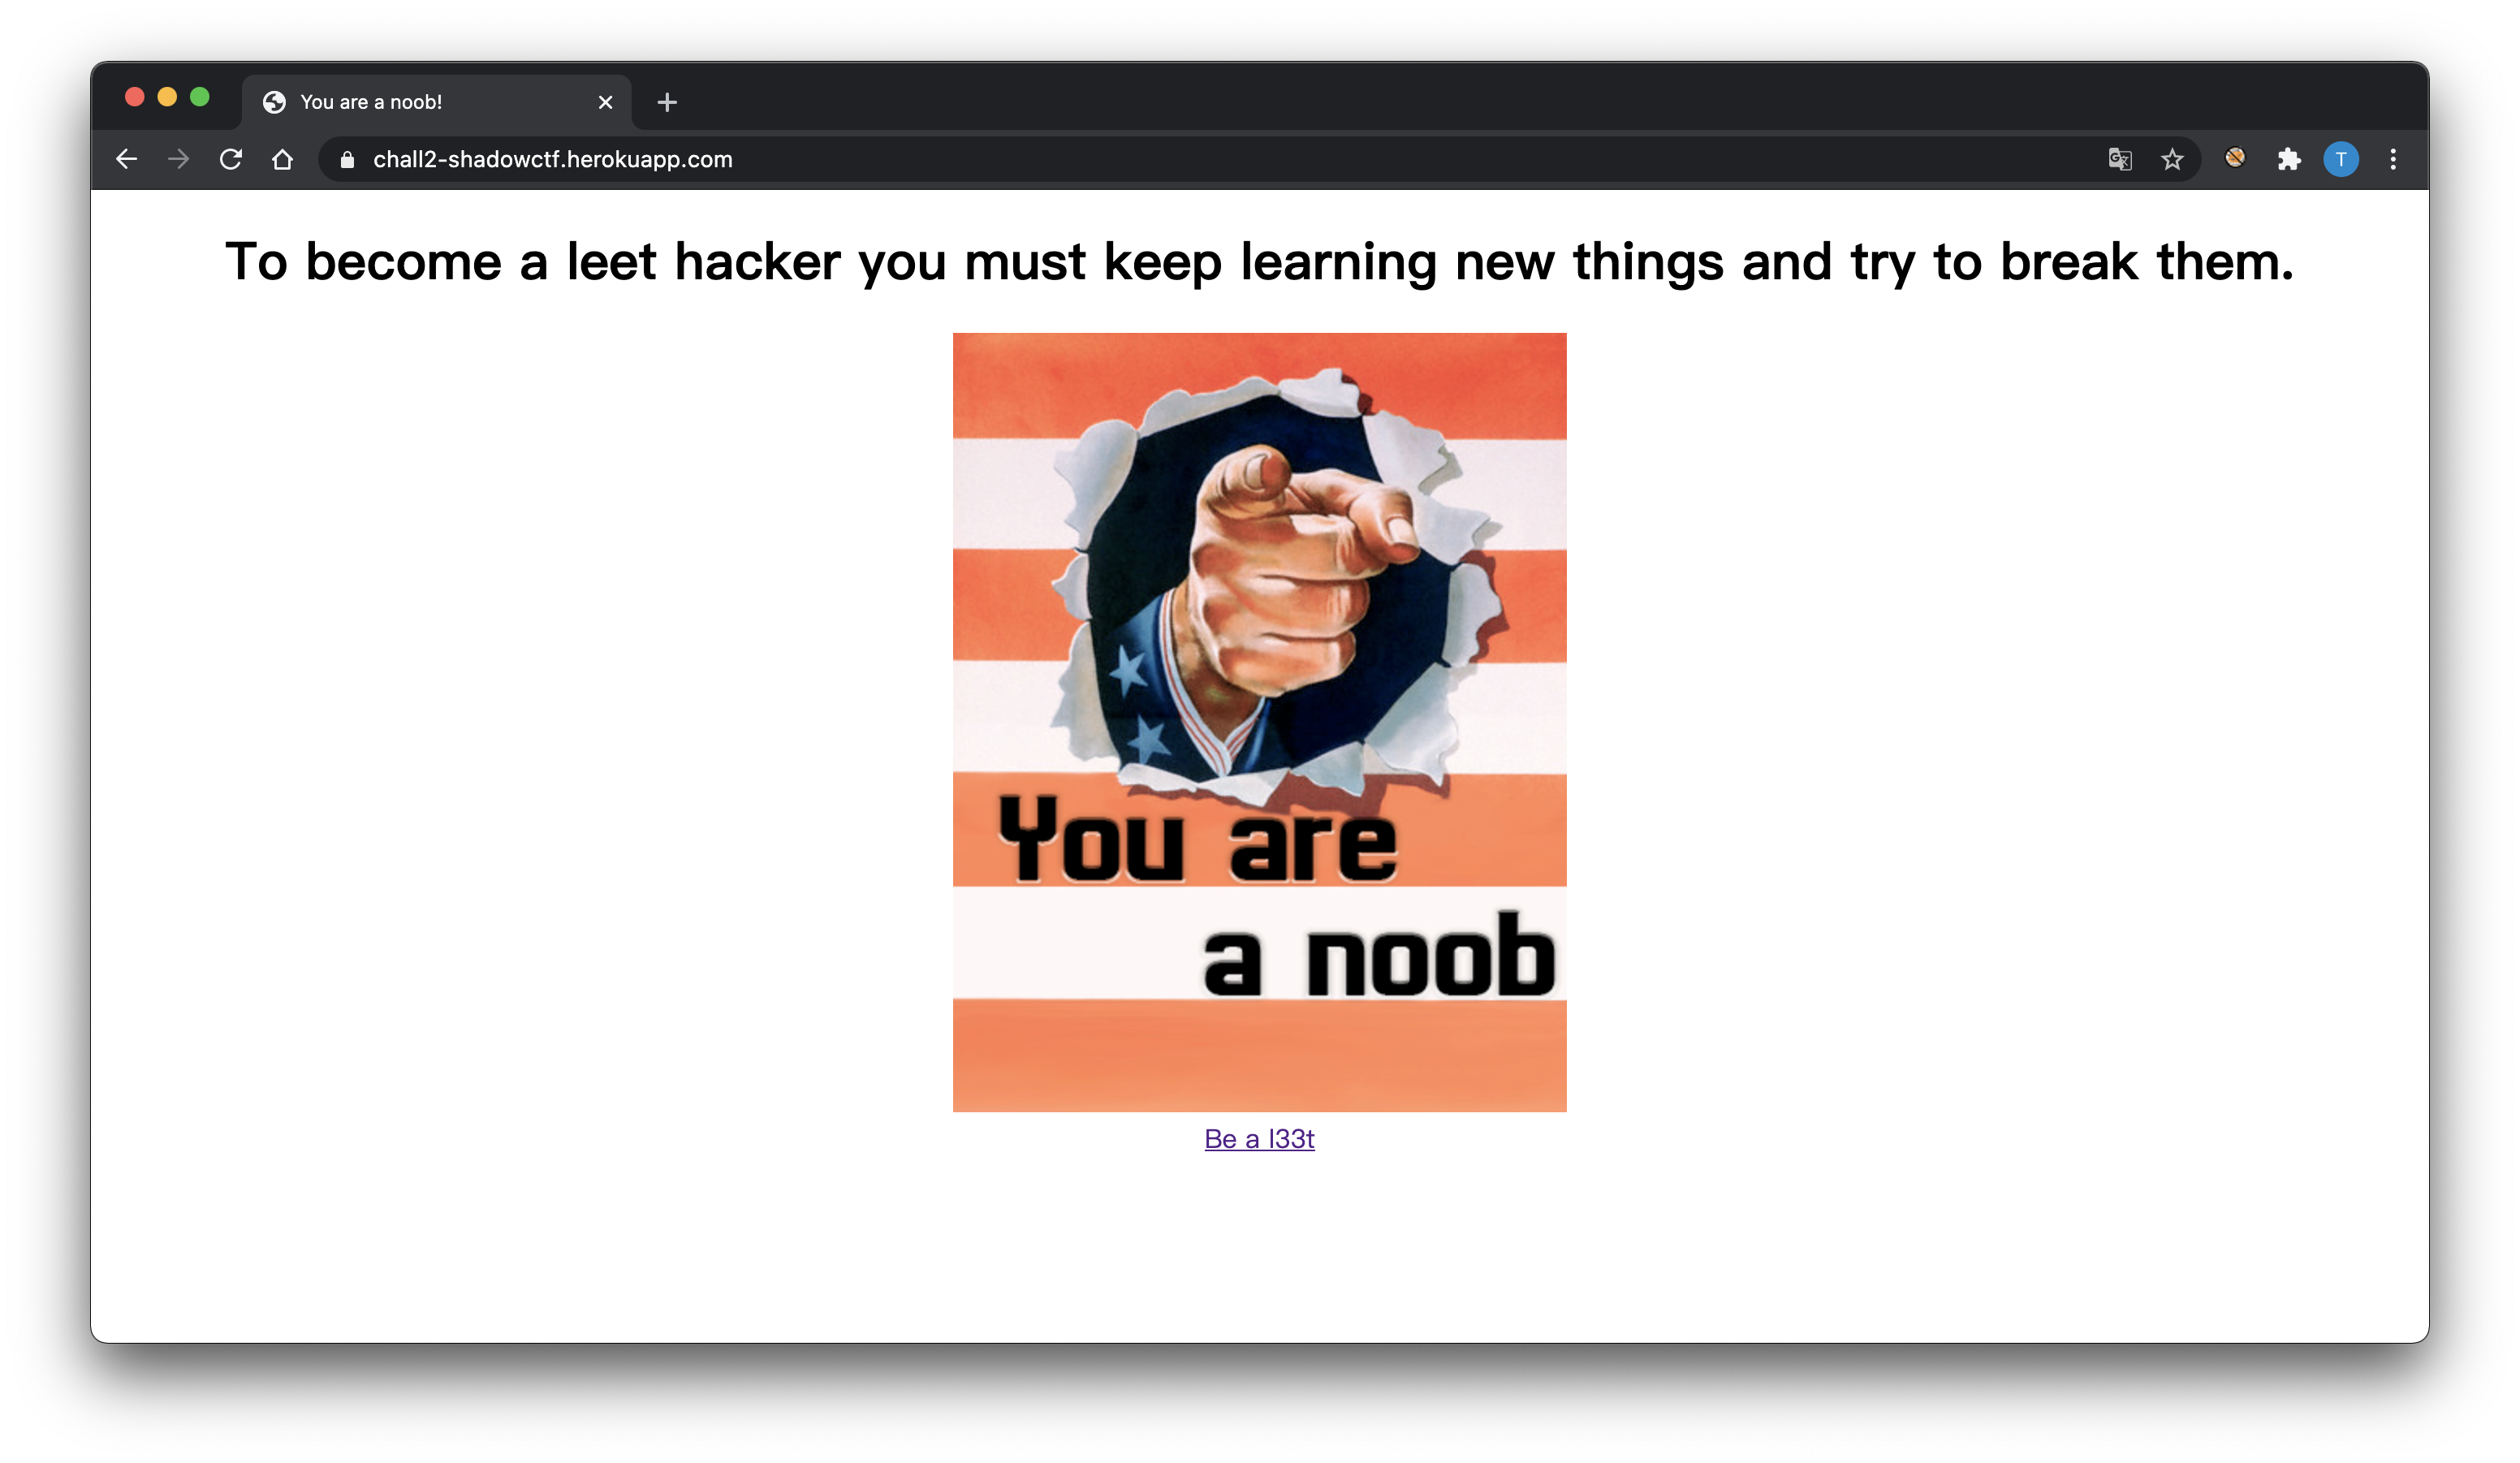 You are a noob!
chall2-shadowctf.herokuapp.com
T
To become a leet hacker you must keep learning new things and try to break them.
You are
a noob
Be a l33t